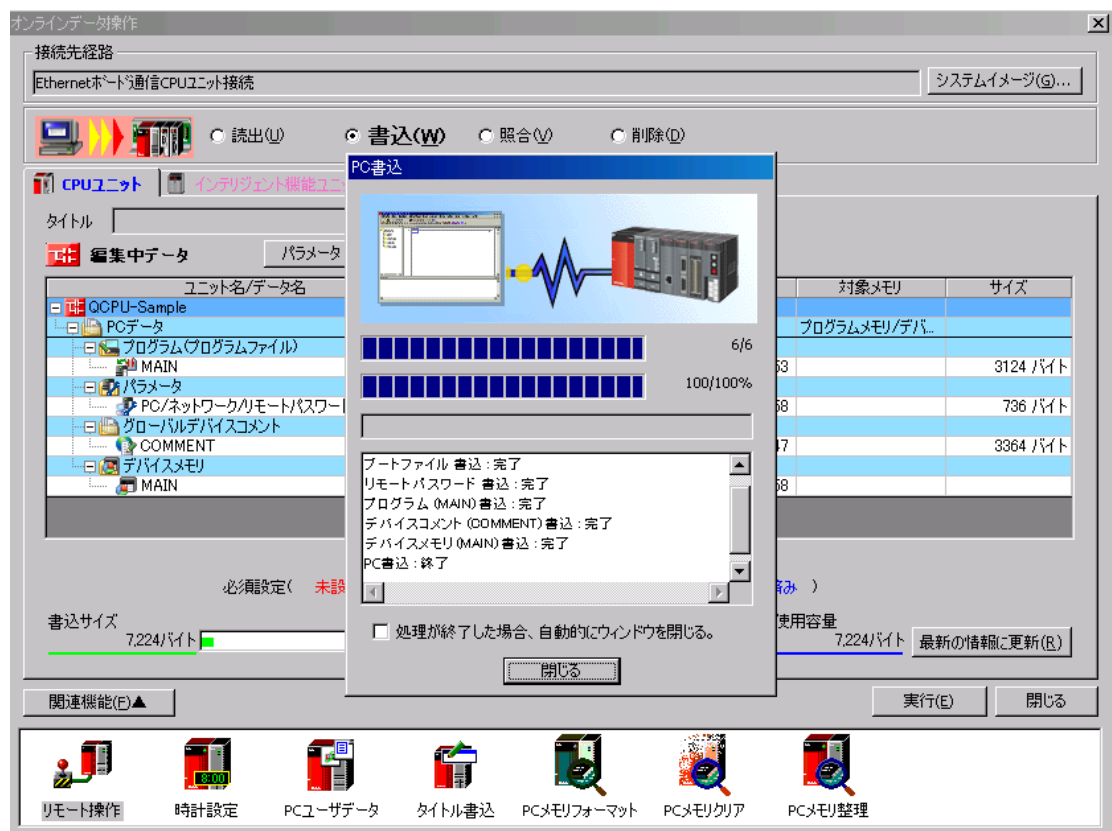 オンラインデータ操作
接続先経路
Ethernetボード通信CPUユニット接続
システムイメージ(G)...
読出(U) 書込(W) 照合(V) 削除(D)
PC書込
CPUユニット インテリジェント機能ユニ
タイトル
編集中データ パラメータ
ユニット名/データ名 対象メモリ サイズ
QCPU-Sample
PCデータ プログラムメモリ/デバ...
プログラム(プログラムファイル)
MAIN 53 3124 バイト
パラメータ
PC/ネットワーク/リモートパスワー 58 736 バイト
グローバルデバイスコメント
COMMENT 47 3364 バイト
デバイスメモリ
MAIN 58
6/6
100/100%
ブートファイル 書込 : 完了
リモートパスワード 書込 : 完了
プログラム (MAIN) 書込 : 完了
デバイスコメント (COMMENT) 書込 : 完了
デバイスメモリ (MAIN) 書込 : 完了
PC書込 : 終了
必須設定( 未設 済み )
処理が終了した場合、自動的にウィンドウを閉じる。
閉じる
書込サイズ
7,224バイト
使用容量
7,224バイト
最新の情報に更新(R)
関連機能(F)▲
実行(E) 閉じる
8:00
リモート操作 時計設定 PCユーザデータ タイトル書込 PCメモリフォーマット PCメモリクリア PCメモリ整理